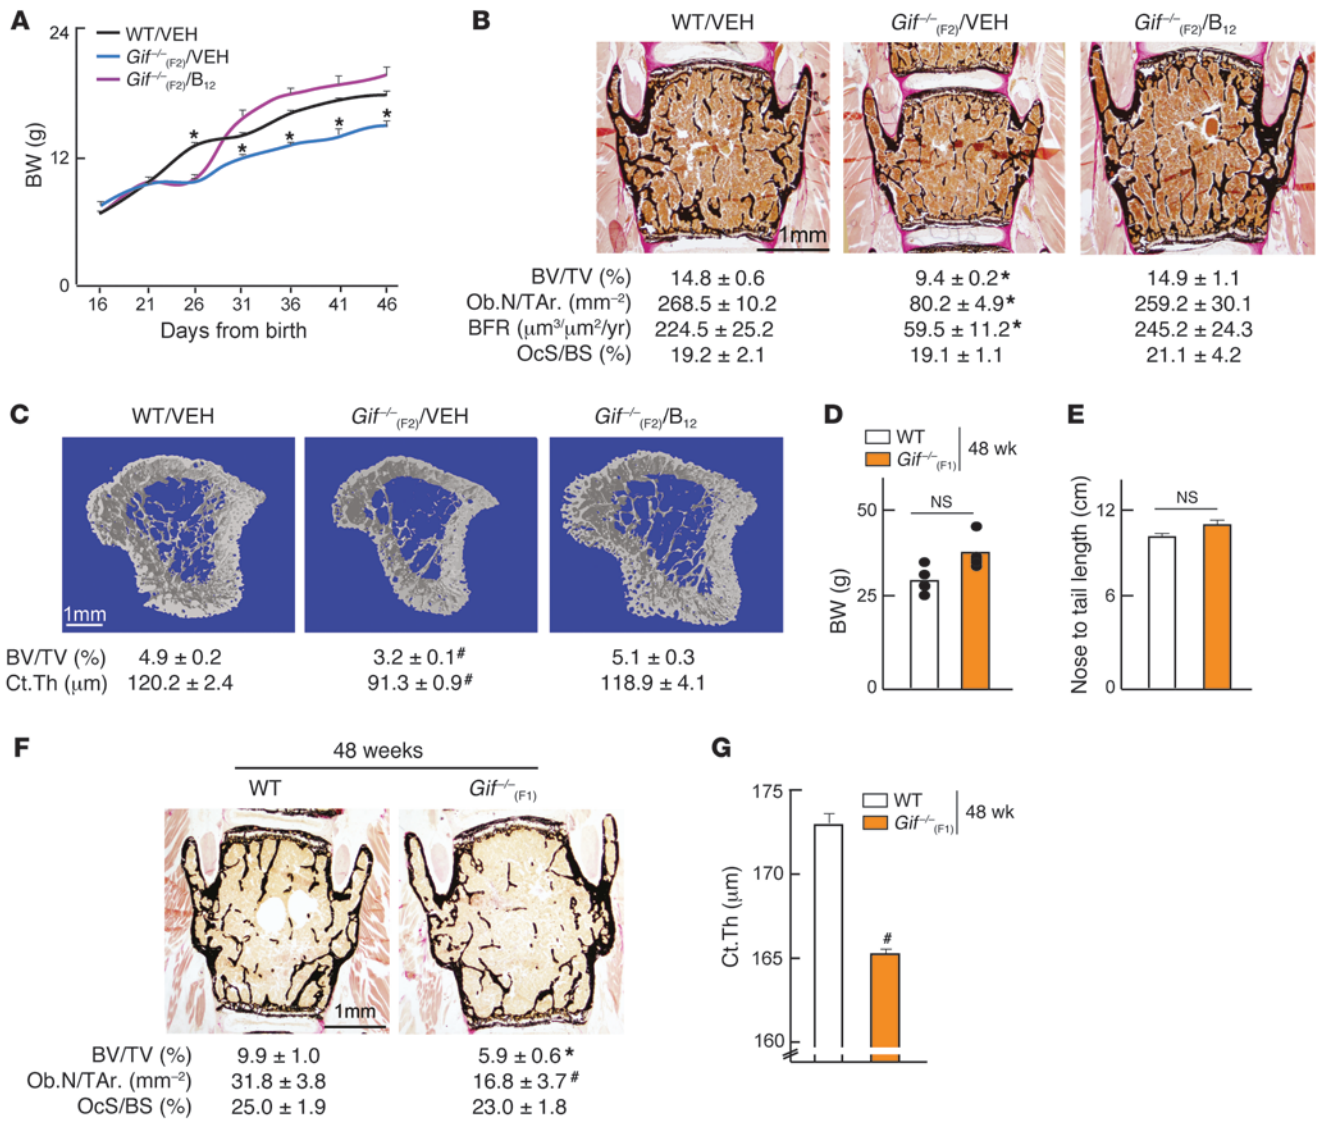 A
24
12
0
BW (g)
WT/VEH
Gif−/−(F2)/VEH
Gif−/−(F2)/B12
*
*
*
*
*
16 21 26 31 36 41 46
Days from birth
B
WT/VEH Gif−/−(F2)/VEH Gif−/−(F2)/B12
1mm
BV/TV (%) 14.8 ± 0.6 9.4 ± 0.2* 14.9 ± 1.1
Ob.N/TAr. (mm−2) 268.5 ± 10.2 80.2 ± 4.9* 259.2 ± 30.1
BFR (μm3/μm2/yr) 224.5 ± 25.2 59.5 ± 11.2* 245.2 ± 24.3
OcS/BS (%) 19.2 ± 2.1 19.1 ± 1.1 21.1 ± 4.2
C
WT/VEH Gif−/−(F2)/VEH Gif−/−(F2)/B12
1mm
BV/TV (%) 4.9 ± 0.2 3.2 ± 0.1# 5.1 ± 0.3
Ct.Th (μm) 120.2 ± 2.4 91.3 ± 0.9# 118.9 ± 4.1
D
WT
Gif−/−(F1)
48 wk
NS
50
25
0
BW (g)
E
NS
12
6
0
Nose to tail length (cm)
F
48 weeks
WT Gif−/−(F1)
1mm
BV/TV (%) 9.9 ± 1.0 5.9 ± 0.6*
Ob.N/TAr. (mm−2) 31.8 ± 3.8 16.8 ± 3.7#
OcS/BS (%) 25.0 ± 1.9 23.0 ± 1.8
G
175
170
165
160
Ct.Th (μm)
WT
Gif−/−(F1)
48 wk
#